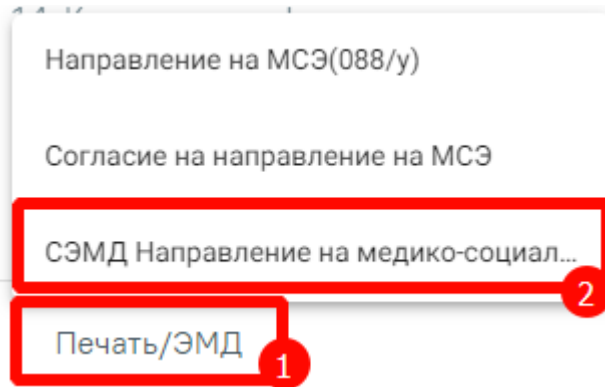 Направление на МСЭ(088/у)
Согласие на направление на МСЭ
СЭМД Направление на медико-социал...
2
Печать/ЭМД
1